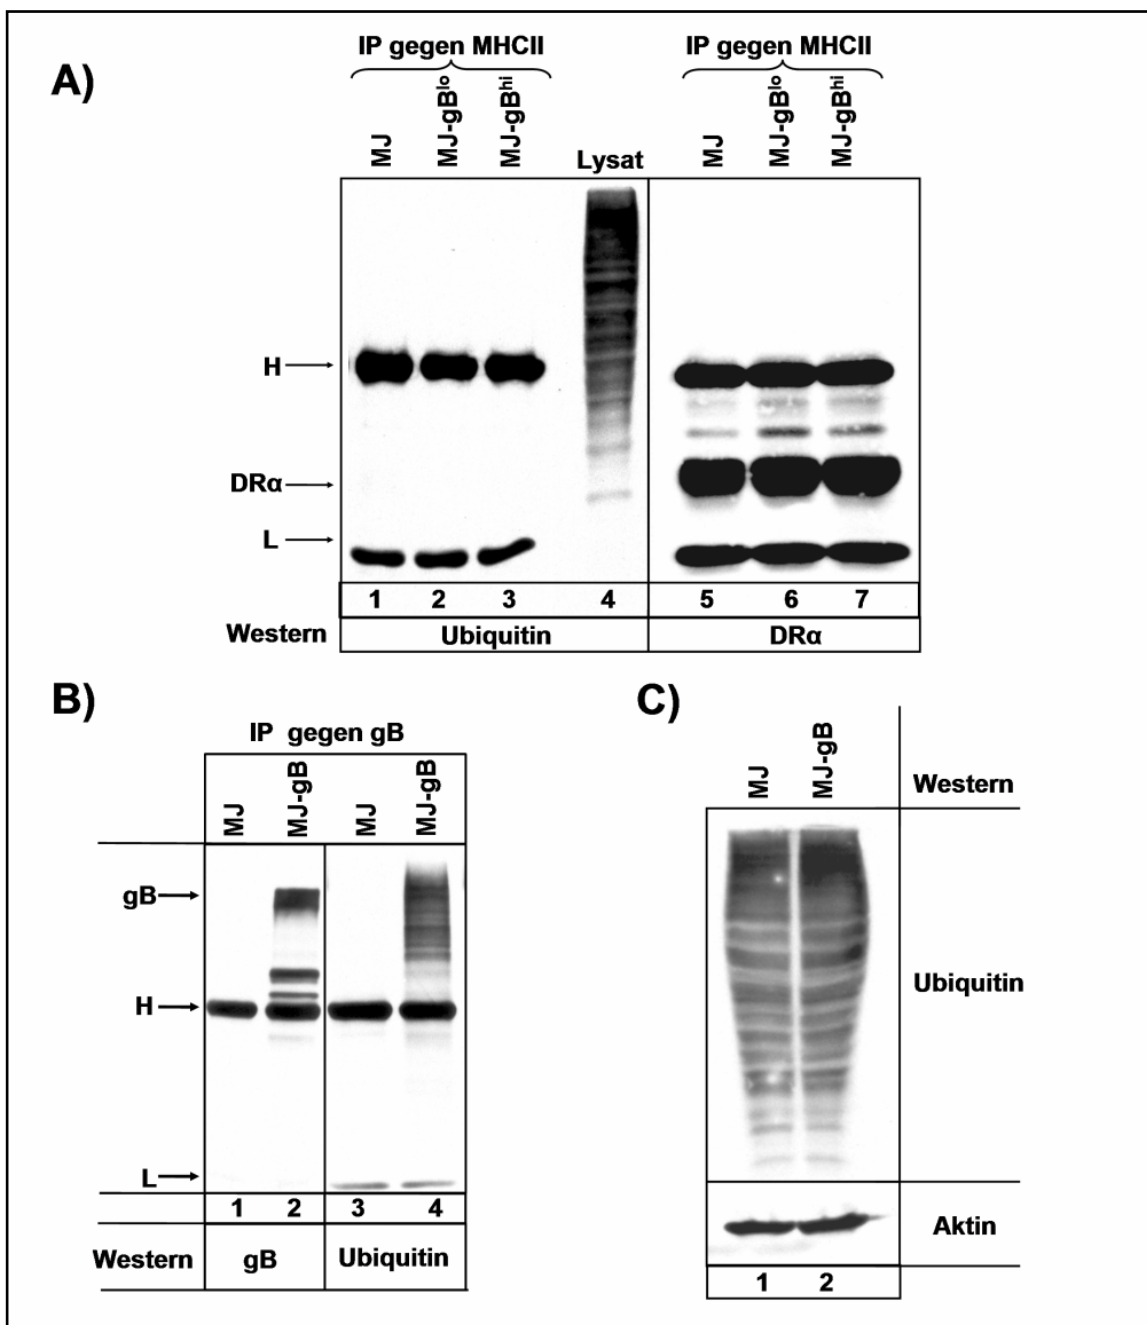 A)
IP gegen MHCII
IP gegen MHCII
MJ
MJ-gBlo
MJ-gBhi
Lysat
MJ
MJ-gBlo
MJ-gBhi
H
DRα
L
1 2 3 4 5 6 7
Western Ubiquitin DRα
B)
IP gegen gB
MJ
MJ-gB
MJ
MJ-gB
gB
H
L
1 2 3 4
Western gB Ubiquitin
C)
MJ
MJ-gB
Western
Ubiquitin
Aktin
1 2